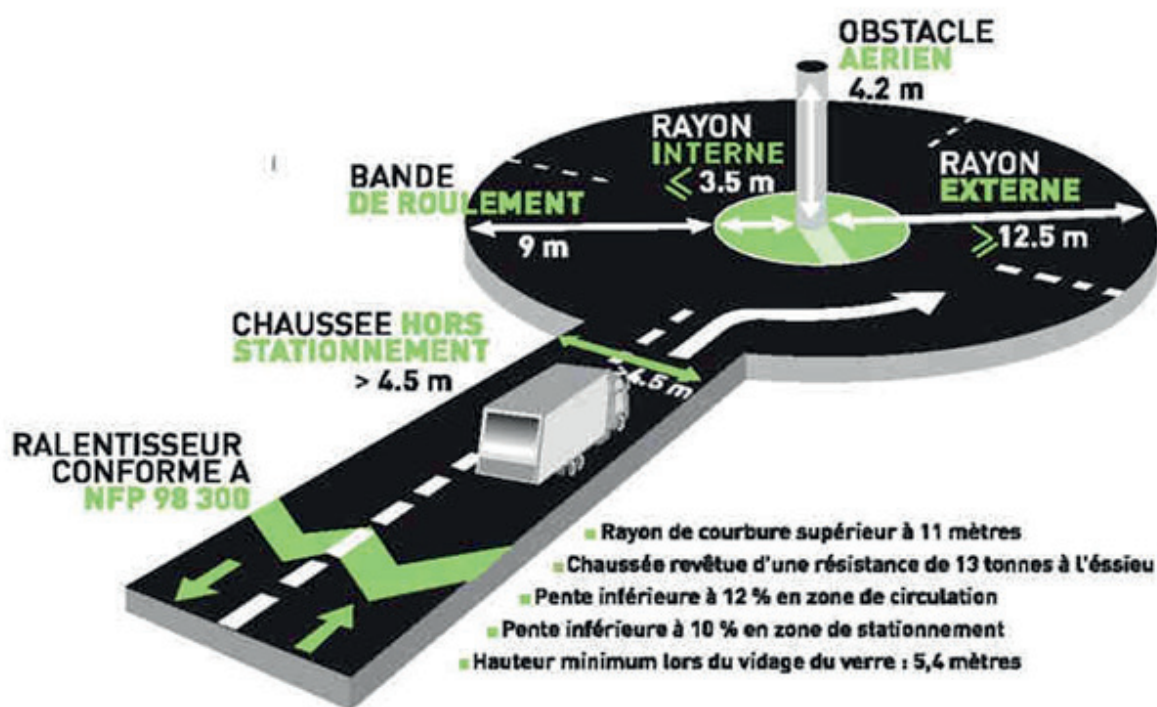 OBSTACLE
AERIEN
4.2 m
RAYON
INTERNE
⩽ 3.5 m
RAYON
EXTERNE
⩾ 12.5 m
BANDE
DE ROULEMENT
9 m
CHAUSSEE HORS
STATIONNEMENT
> 4.5 m
>4.5 m
RALENTISSEUR
CONFORME A
NFP 98 300
Rayon de courbure supérieur à 11 mètres
Chaussée revêtue d'une résistance de 13 tonnes à l'éssieu
Pente inférieure à 12 % en zone de circulation
Pente inférieure à 10 % en zone de stationnement
Hauteur minimum lors du vidage du verre : 5,4 mètres